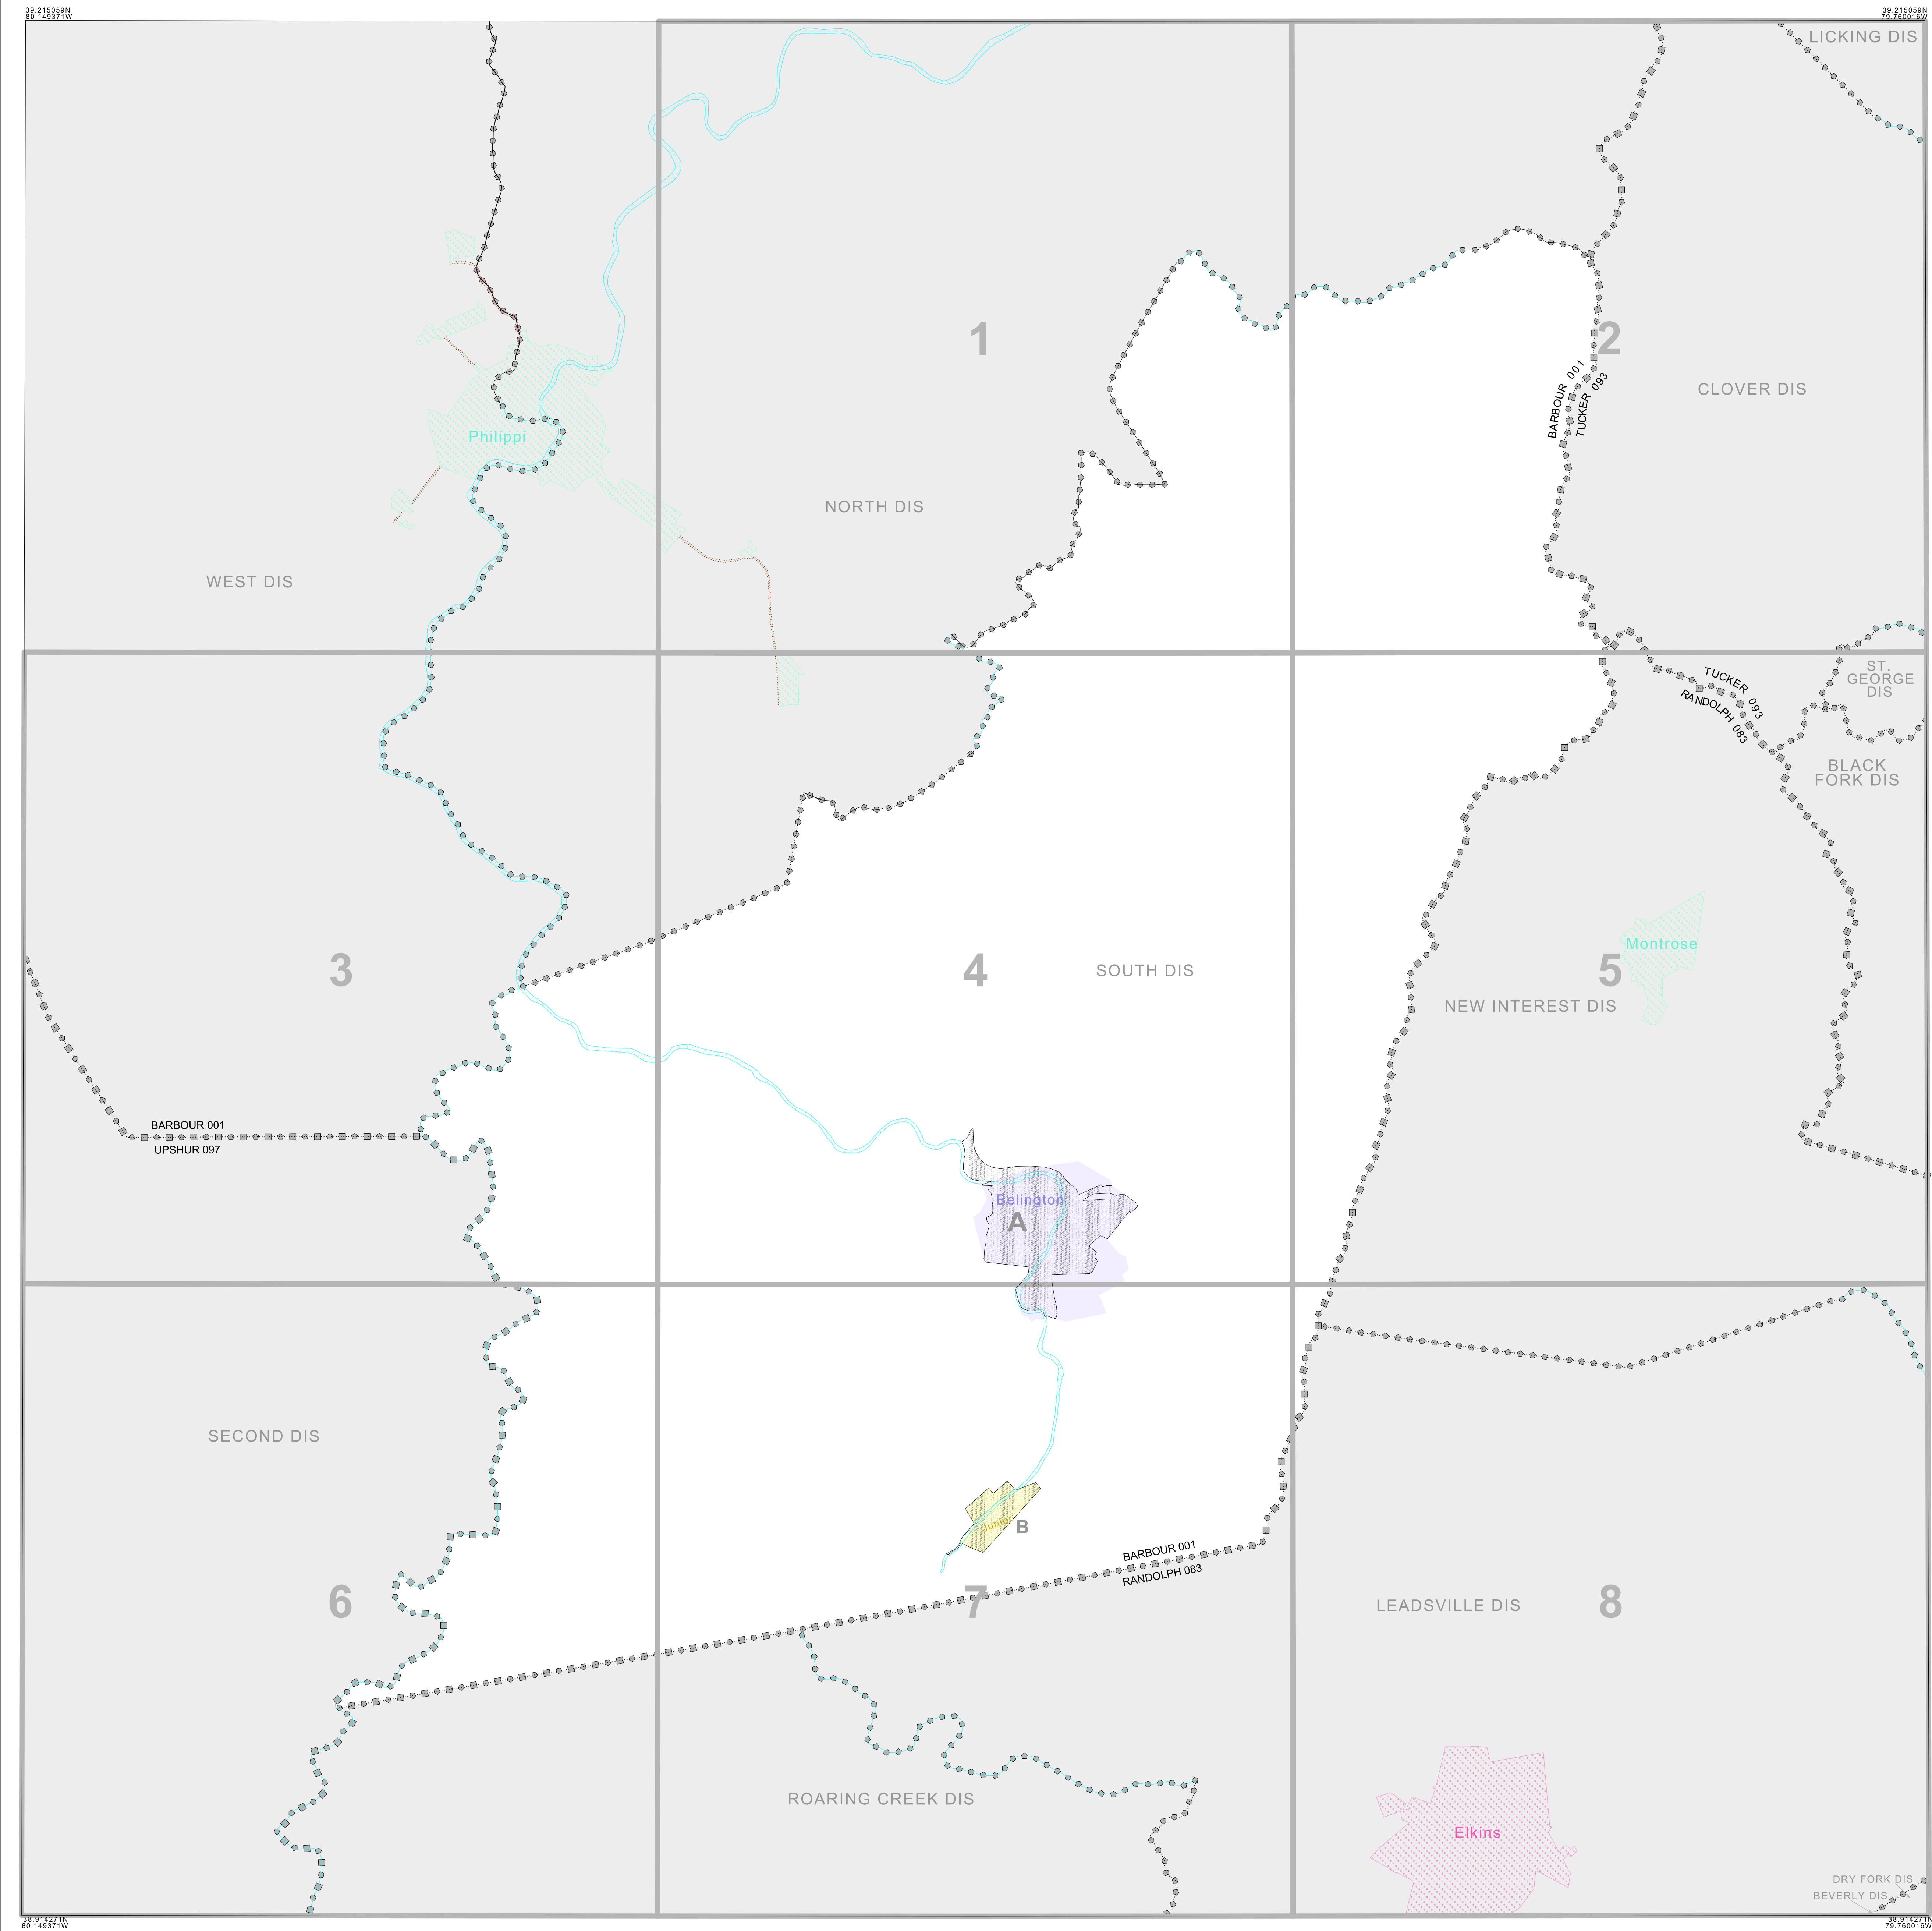 39.215059N
80.149371W
39.215059N
79.760016W
LICKING DIS
1
2
BARBOUR 001
TUCKER 093
CLOVER DIS
Philippi
NORTH DIS
WEST DIS
ST.
GEORGE
DIS
TUCKER 093
RANDOLPH 083
BLACK
FORK DIS
Montrose
3
4
SOUTH DIS
5
NEW INTEREST DIS
BARBOUR 001
UPSHUR 097
Belington
A
SECOND DIS
Junior
B
BARBOUR 001
RANDOLPH 083
6
7
LEADSVILLE DIS
8
ROARING CREEK DIS
Elkins
DRY FORK DIS
BEVERLY DIS
38.914271N
80.149371W
38.914271N
79.760016W